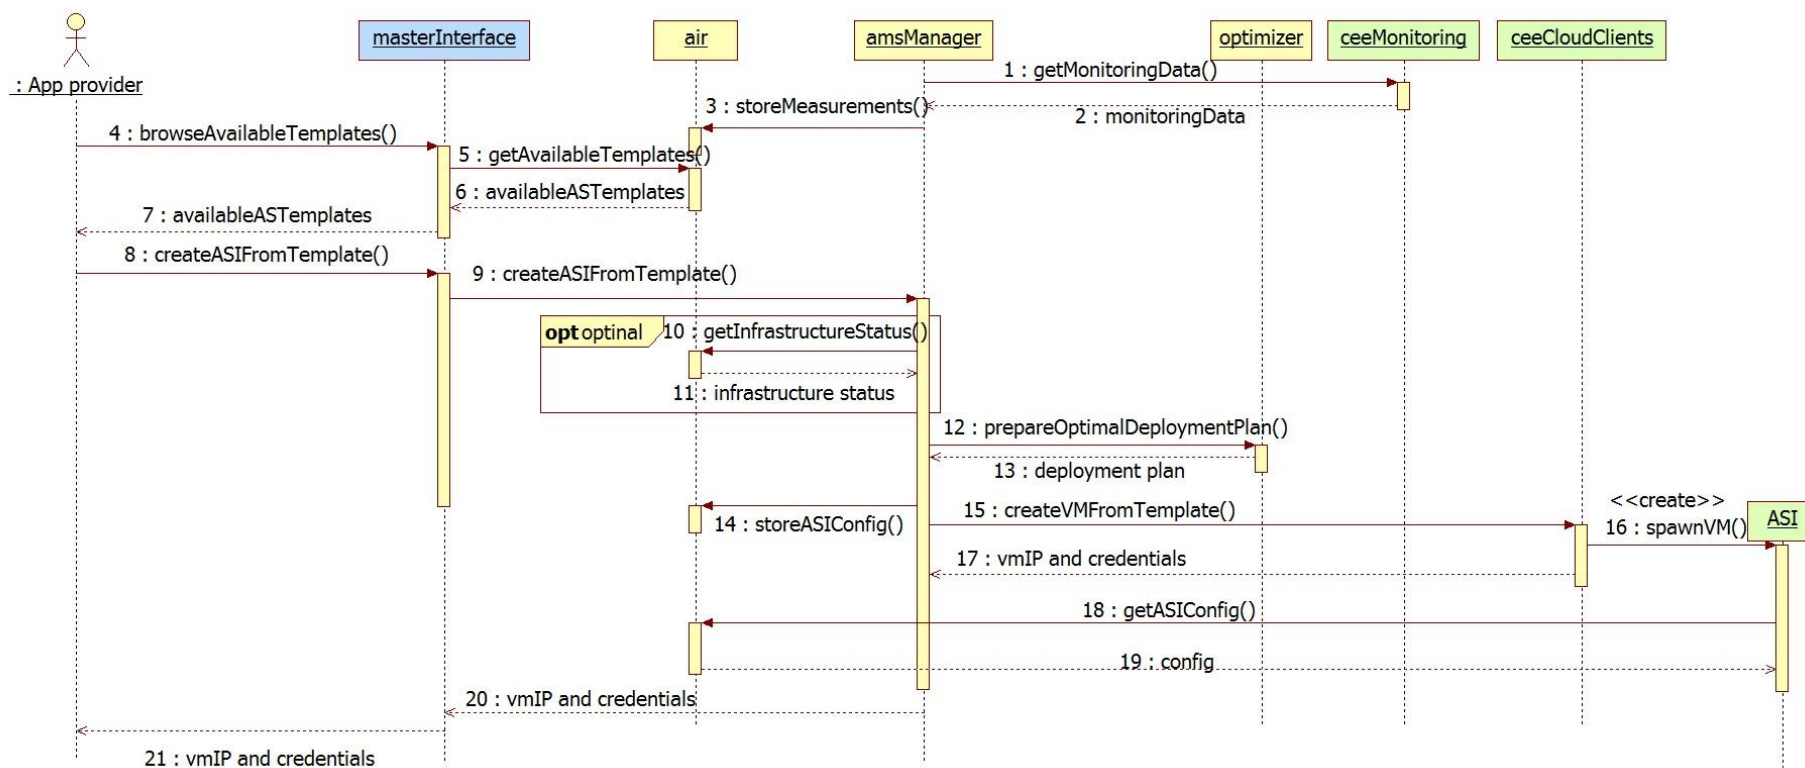 : App provider
masterInterface
air
amsManager
optimizer
ceeMonitoring
ceeCloudClients
1 : getMonitoringData()
2 : monitoringData
3 : storeMeasurements()
4 : browseAvailableTemplates()
5 : getAvailableTemplates()
6 : availableASTemplates
7 : availableASTemplates
8 : createASIFromTemplate()
9 : createASIFromTemplate()
opt optinal
10 : getInfrastructureStatus()
11 : infrastructure status
12 : prepareOptimalDeploymentPlan()
13 : deployment plan
14 : storeASIConfig()
15 : createVMFromTemplate()
<<create>>
16 : spawnVM()
ASI
17 : vmIP and credentials
18 : getASIConfig()
19 : config
20 : vmIP and credentials
21 : vmIP and credentials